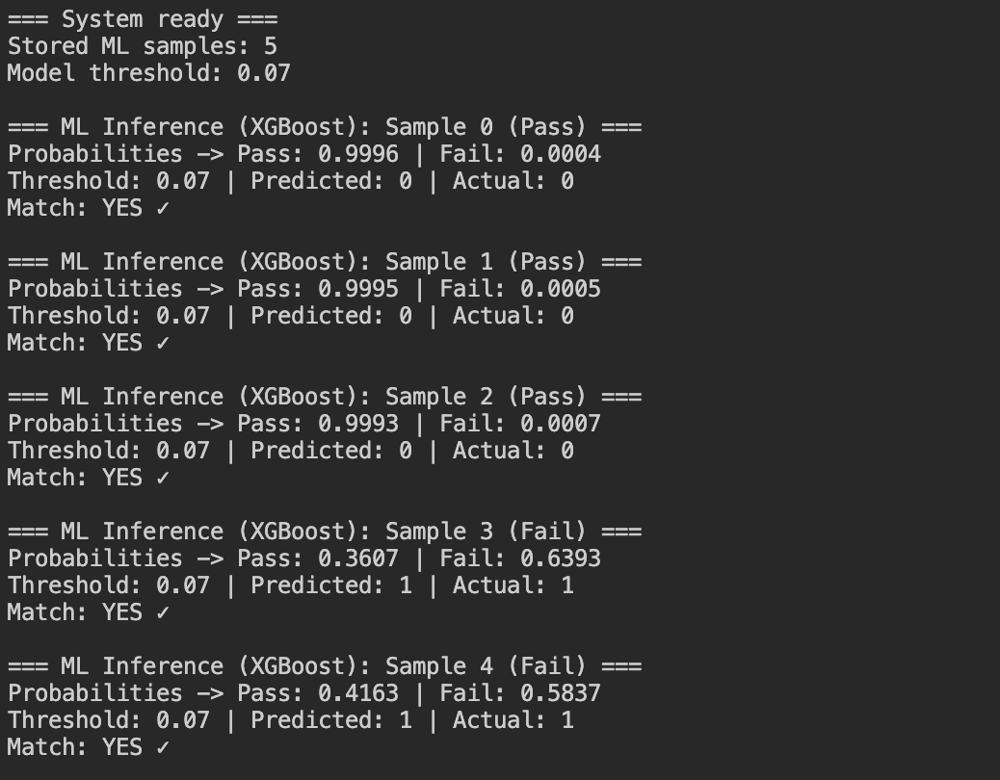 === System ready ===
Stored ML samples: 5
Model threshold: 0.07
=== ML Inference (XGBoost): Sample 0 (Pass) ===
Probabilities -> Pass: 0.9996 | Fail: 0.0004
Threshold: 0.07 | Predicted: 0 | Actual: 0
Match: YES ✓
=== ML Inference (XGBoost): Sample 1 (Pass) ===
Probabilities -> Pass: 0.9995 | Fail: 0.0005
Threshold: 0.07 | Predicted: 0 | Actual: 0
Match: YES ✓
=== ML Inference (XGBoost): Sample 2 (Pass) ===
Probabilities -> Pass: 0.9993 | Fail: 0.0007
Threshold: 0.07 | Predicted: 0 | Actual: 0
Match: YES ✓
=== ML Inference (XGBoost): Sample 3 (Fail) ===
Probabilities -> Pass: 0.3607 | Fail: 0.6393
Threshold: 0.07 | Predicted: 1 | Actual: 1
Match: YES ✓
=== ML Inference (XGBoost): Sample 4 (Fail) ===
Probabilities -> Pass: 0.4163 | Fail: 0.5837
Threshold: 0.07 | Predicted: 1 | Actual: 1
Match: YES ✓